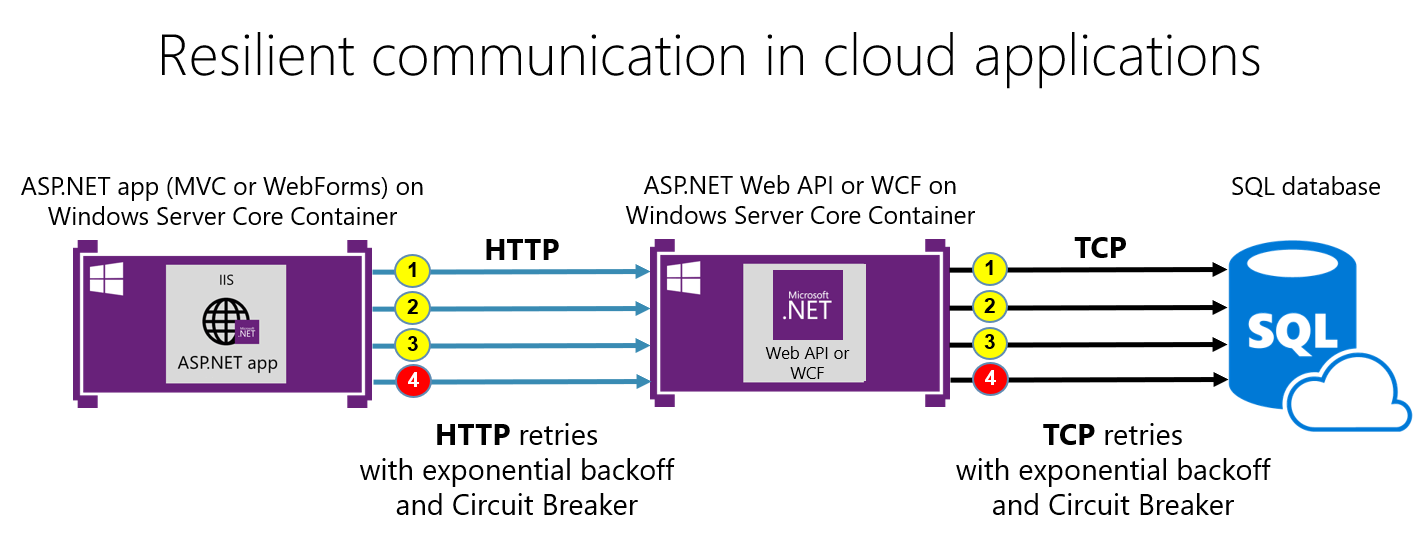 Resilient communication in cloud applications
ASP.NET app (MVC or WebForms) on
Windows Server Core Container
ASP.NET Web API or WCF on
Windows Server Core Container
SQL database
IIS
Microsoft
.NET
ASP.NET app
HTTP
1
2
3
4
HTTP retries
with exponential backoff
and Circuit Breaker
Microsoft
.NET
Web API or
WCF
TCP
1
2
3
4
TCP retries
with exponential backoff
and Circuit Breaker
SQL